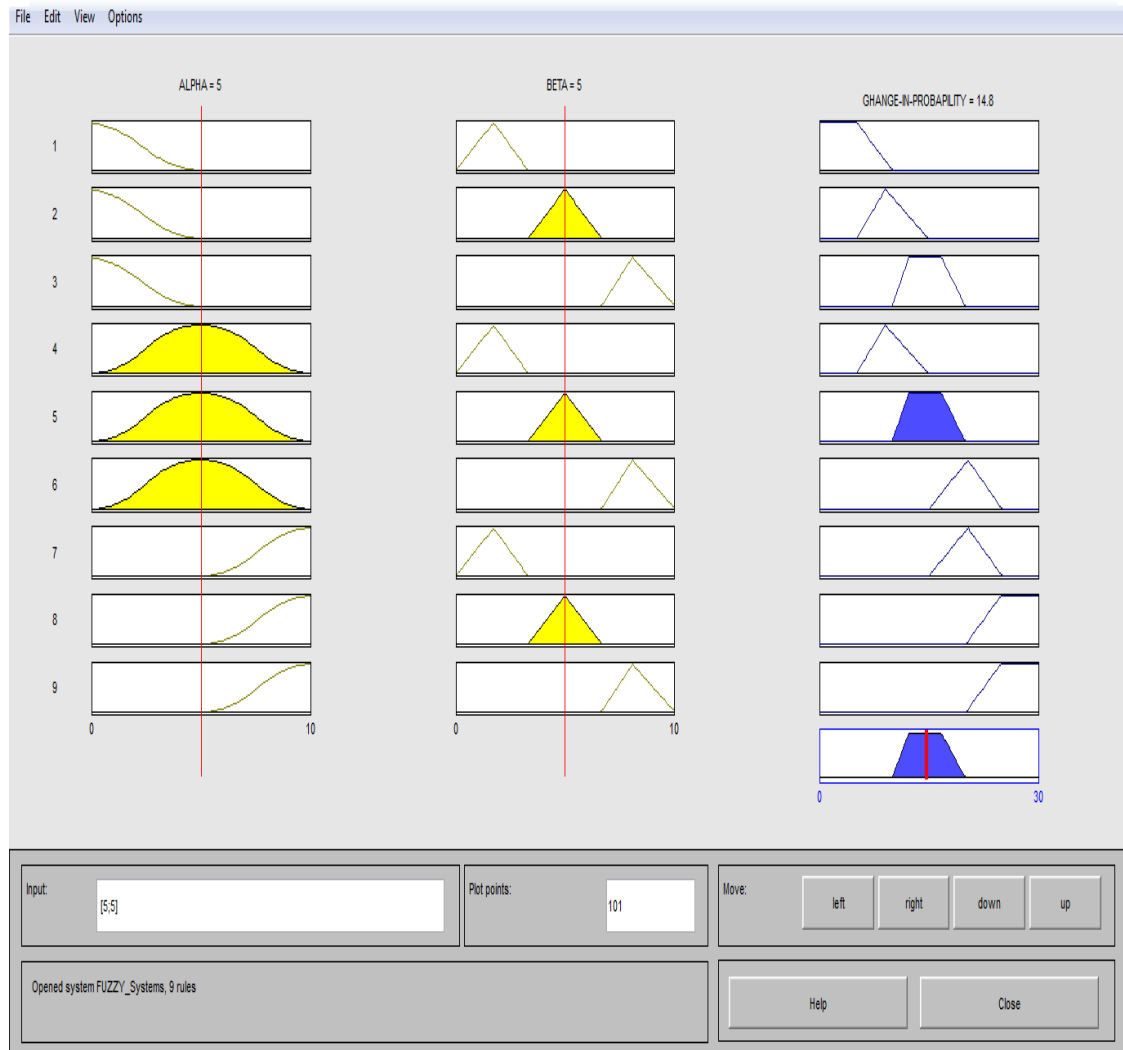 File Edit View Options
ALPHA = 5
BETA = 5
GHANGE-IN-PROBAPILITY = 14.8
1
2
3
4
5
6
7
8
9
0 10
0 10
0 30
Input:
[5;5]
Plot points:
101
Move:
left
right
down
up
Opened system FUZZY_Systems, 9 rules
Help
Close